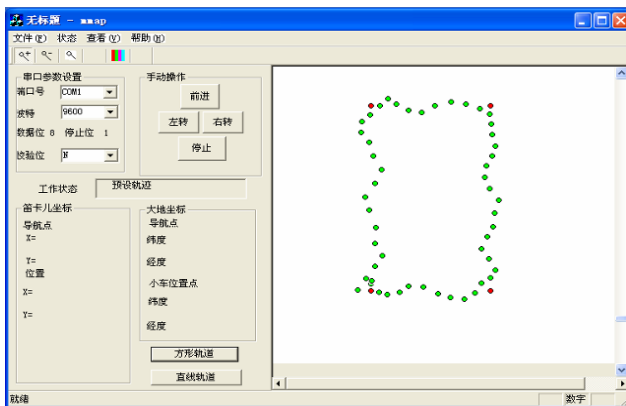 无标题 - mmap
文件(F) 状态 查看(V) 帮助(H)
串口参数设置
端口号 COM1
波特 9600
数据位 8 停止位 1
校验位 N
手动操作
前进
左转 右转
停止
工作状态 预设轨迹
笛卡儿坐标
导航点
X=
Y=
位置
X=
Y=
大地坐标
导航点
纬度
经度
小车位置点
纬度
经度
方形轨道
直线轨道
就绪 数字